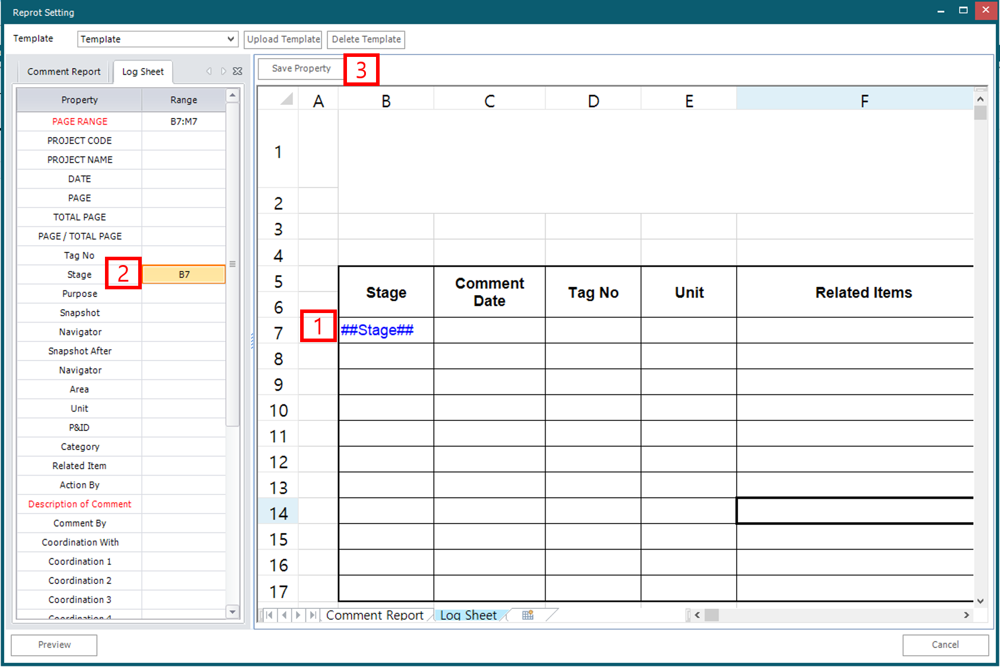 Reprot Setting
Template Template Upload Template Delete Template
Comment Report Log Sheet
Save Property 3
Property Range
PAGE RANGE B7:M7
PROJECT CODE
PROJECT NAME
DATE
PAGE
TOTAL PAGE
PAGE / TOTAL PAGE
Tag No
Stage 2 B7
Purpose
Snapshot
Navigator
Snapshot After
Navigator
Area
Unit
P&ID
Category
Related Item
Action By
Description of Comment
Comment By
Coordination With
Coordination 1
Coordination 2
Coordination 3
Coordination 4
A B C D E F
1
2
3
4
5
6
Stage Comment Date Tag No Unit Related Items
1
7 ##Stage##
8
9
10
11
12
13
14
15
16
17
Comment Report Log Sheet
Preview Cancel